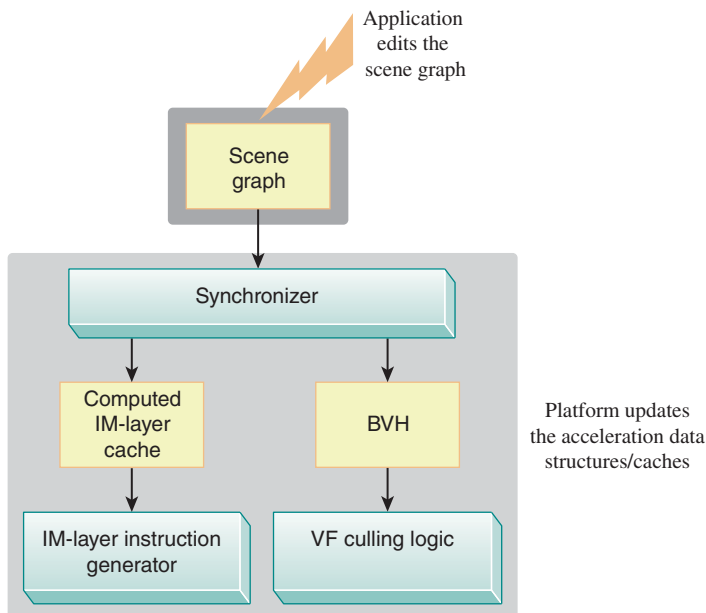 Application
edits the
scene graph
Scene
graph
Synchronizer
Computed
IM-layer
cache
BVH
Platform updates
the acceleration data
structures/caches
IM-layer instruction
generator
VF culling logic